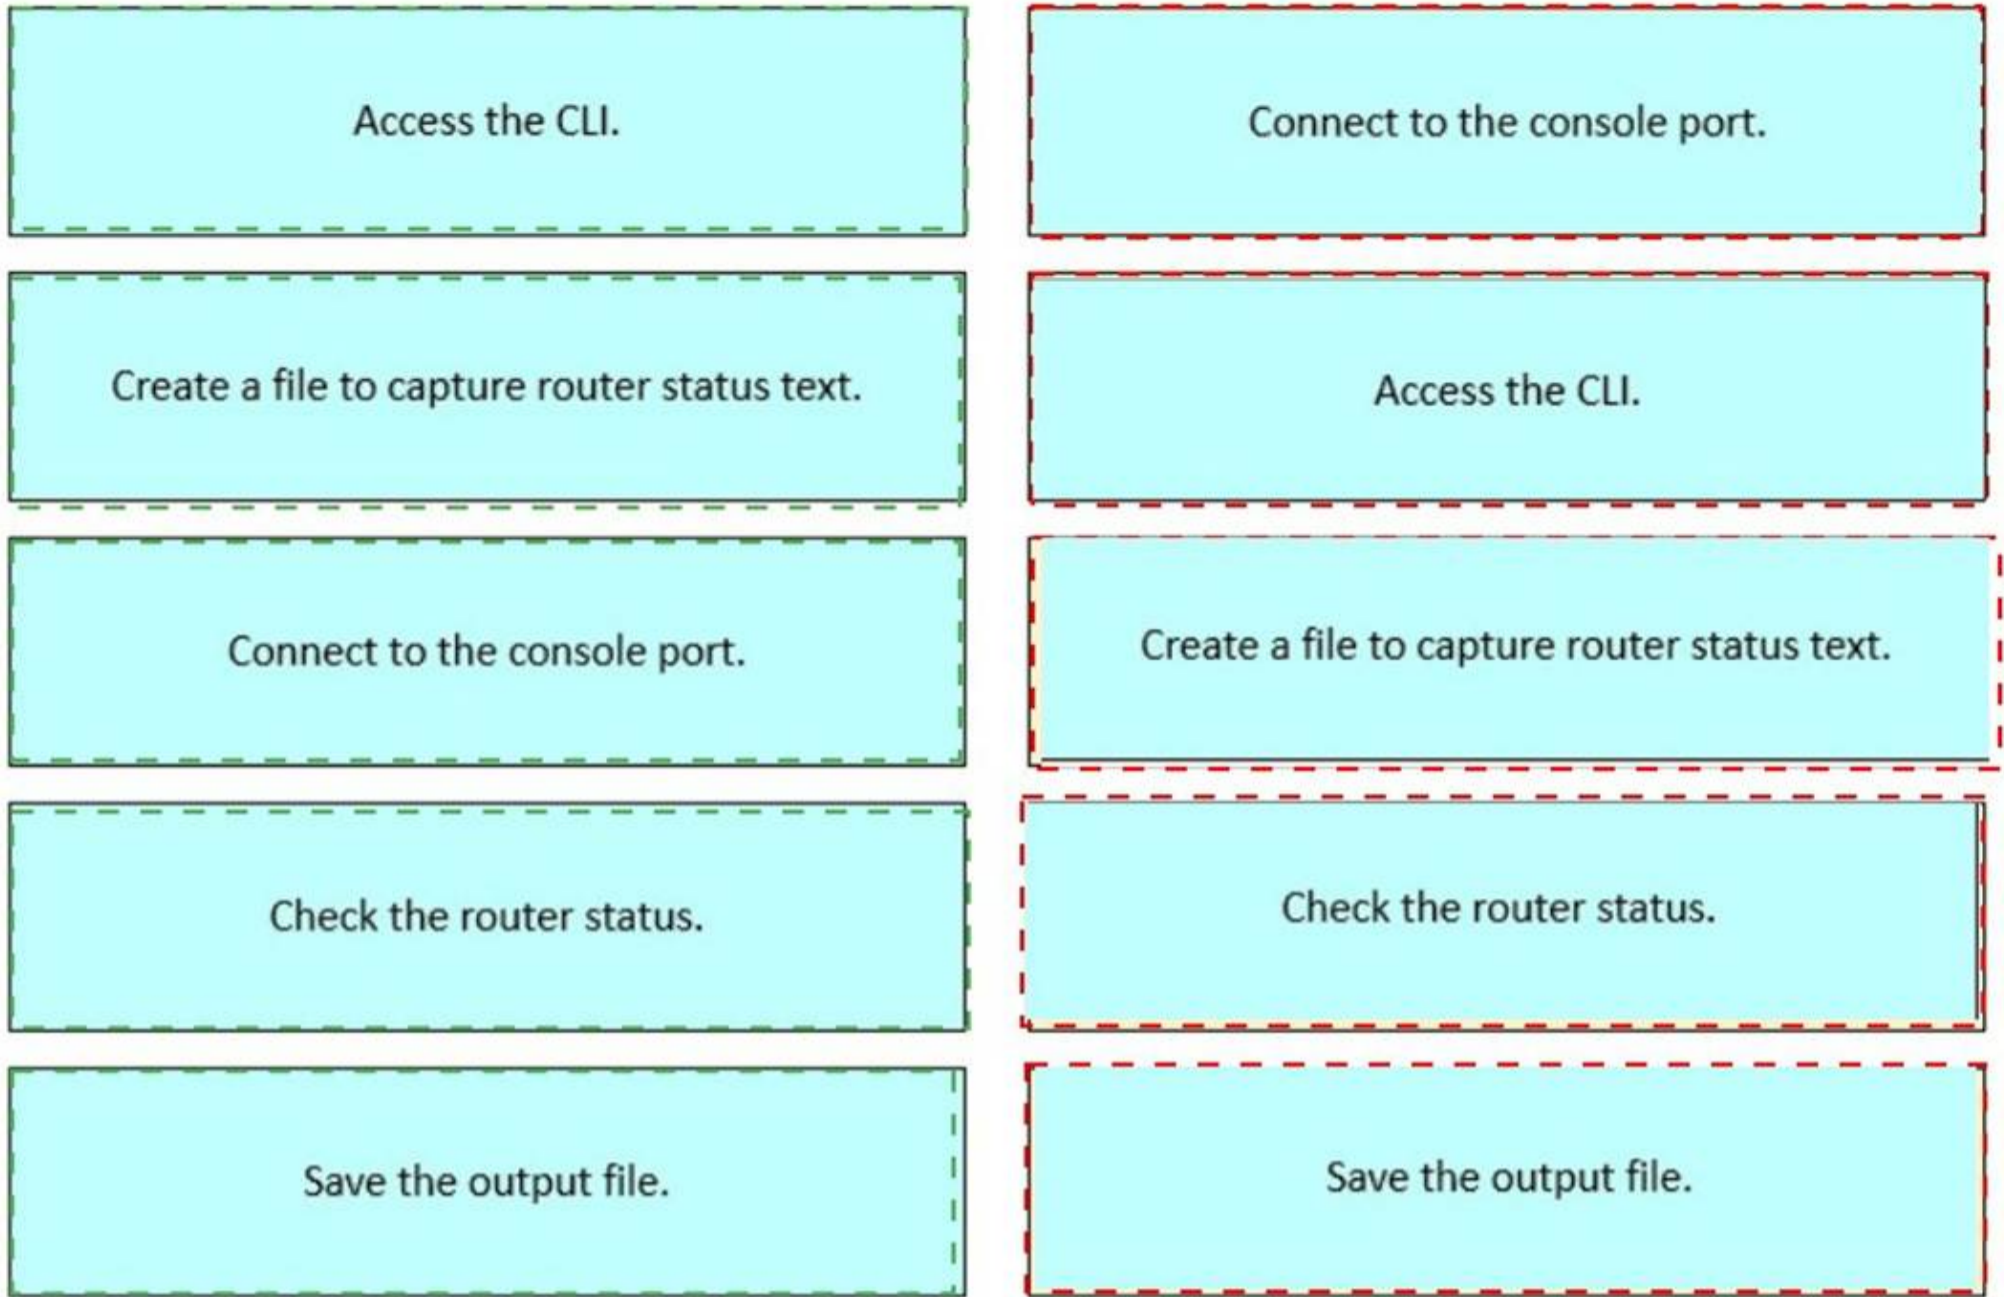 Access the CLI.
Connect to the console port.
Create a file to capture router status text.
Access the CLI.
Connect to the console port.
Create a file to capture router status text.
Check the router status.
Check the router status.
Save the output file.
Save the output file.